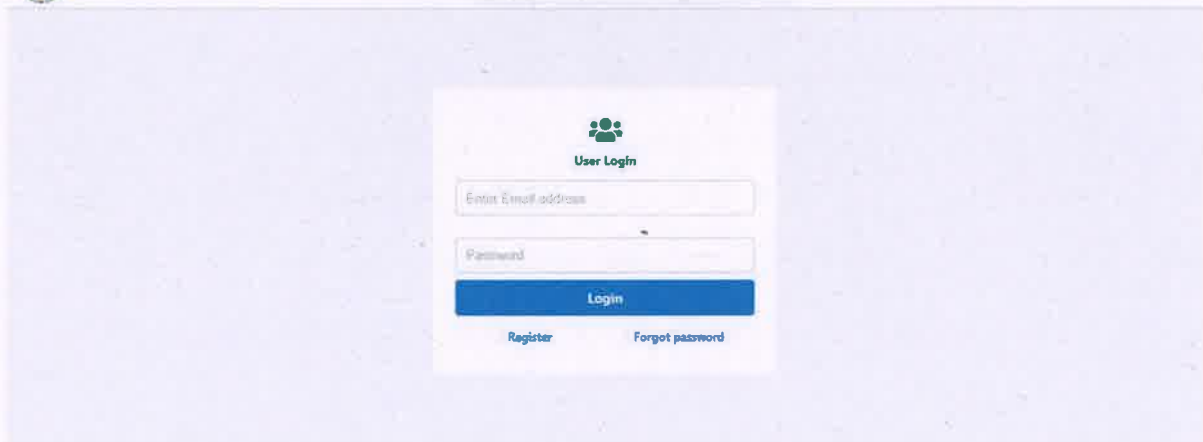 User Login
Enter Email address
Password
Login
Register Forgot password